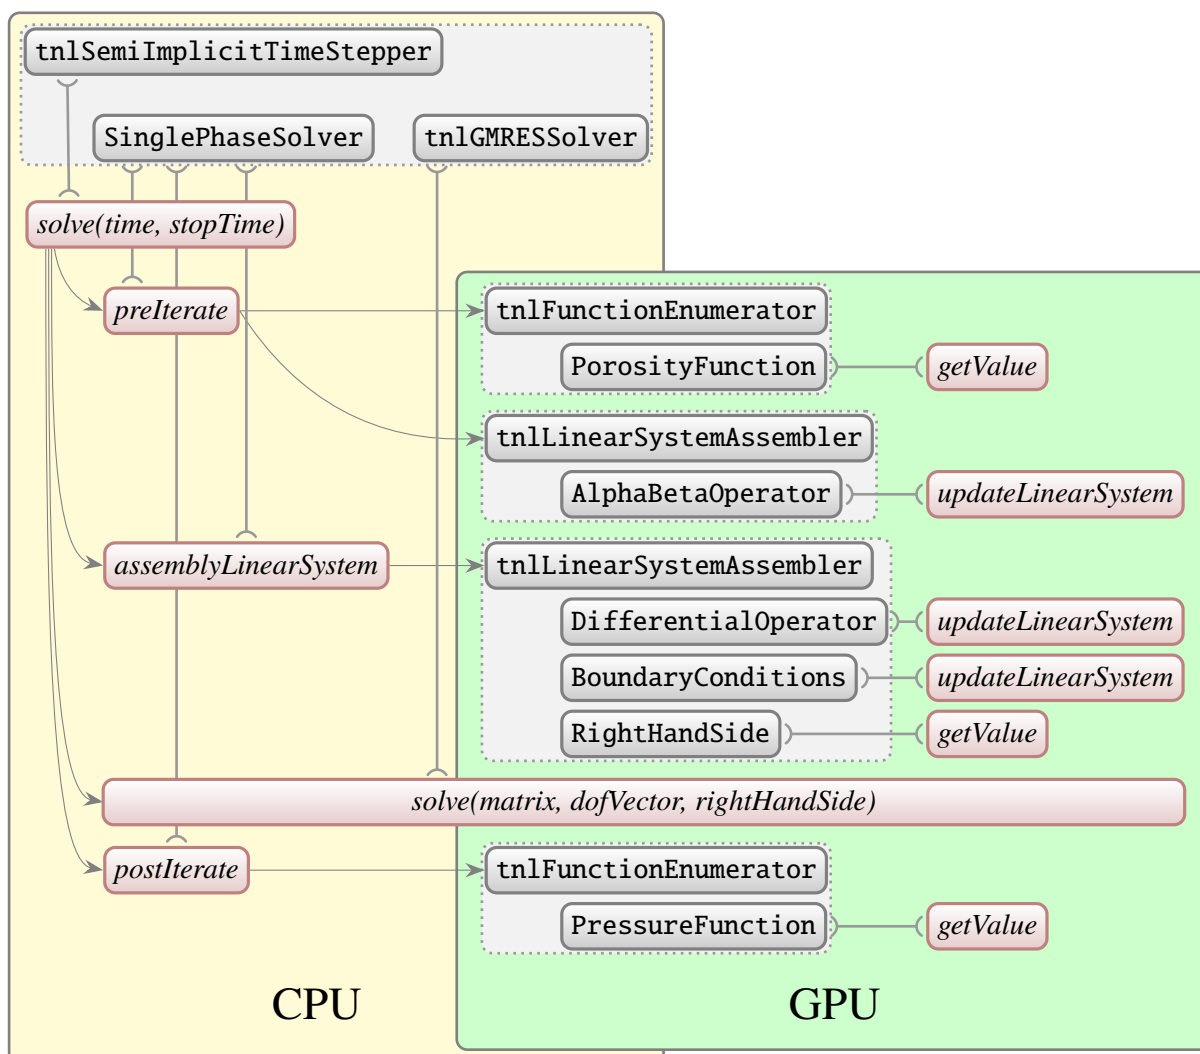 tnlSemiImplicitTimeStepper
SinglePhaseSolver
tnlGMRESSolver
solve(time, stopTime)
preIterate
tnlFunctionEnumerator
PorosityFunction
getValue
tnlLinearSystemAssembler
AlphaBetaOperator
updateLinearSystem
assemblyLinearSystem
tnlLinearSystemAssembler
DifferentialOperator
updateLinearSystem
BoundaryConditions
updateLinearSystem
RightHandSide
getValue
solve(matrix, dofVector, rightHandSide)
postIterate
tnlFunctionEnumerator
PressureFunction
getValue
CPU
GPU